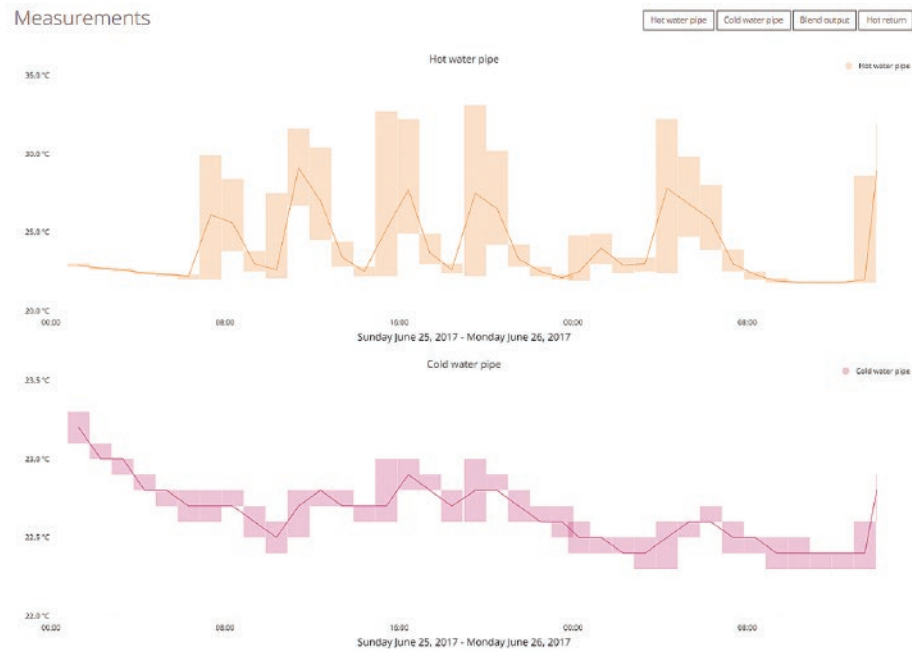 Measurements
Hot water pipe Cold water pipe Blend output Hot return
Hot water pipe
Hot water pipe
35.0 °C
30.0 °C
25.0 °C
20.0 °C
00:00 08:00 16:00 00:00 08:00
Sunday June 25, 2017 - Monday June 26, 2017
Cold water pipe
Cold water pipe
23.5 °C
23.0 °C
22.5 °C
22.0 °C
00:00 08:00 16:00 00:00 08:00
Sunday June 25, 2017 - Monday June 26, 2017